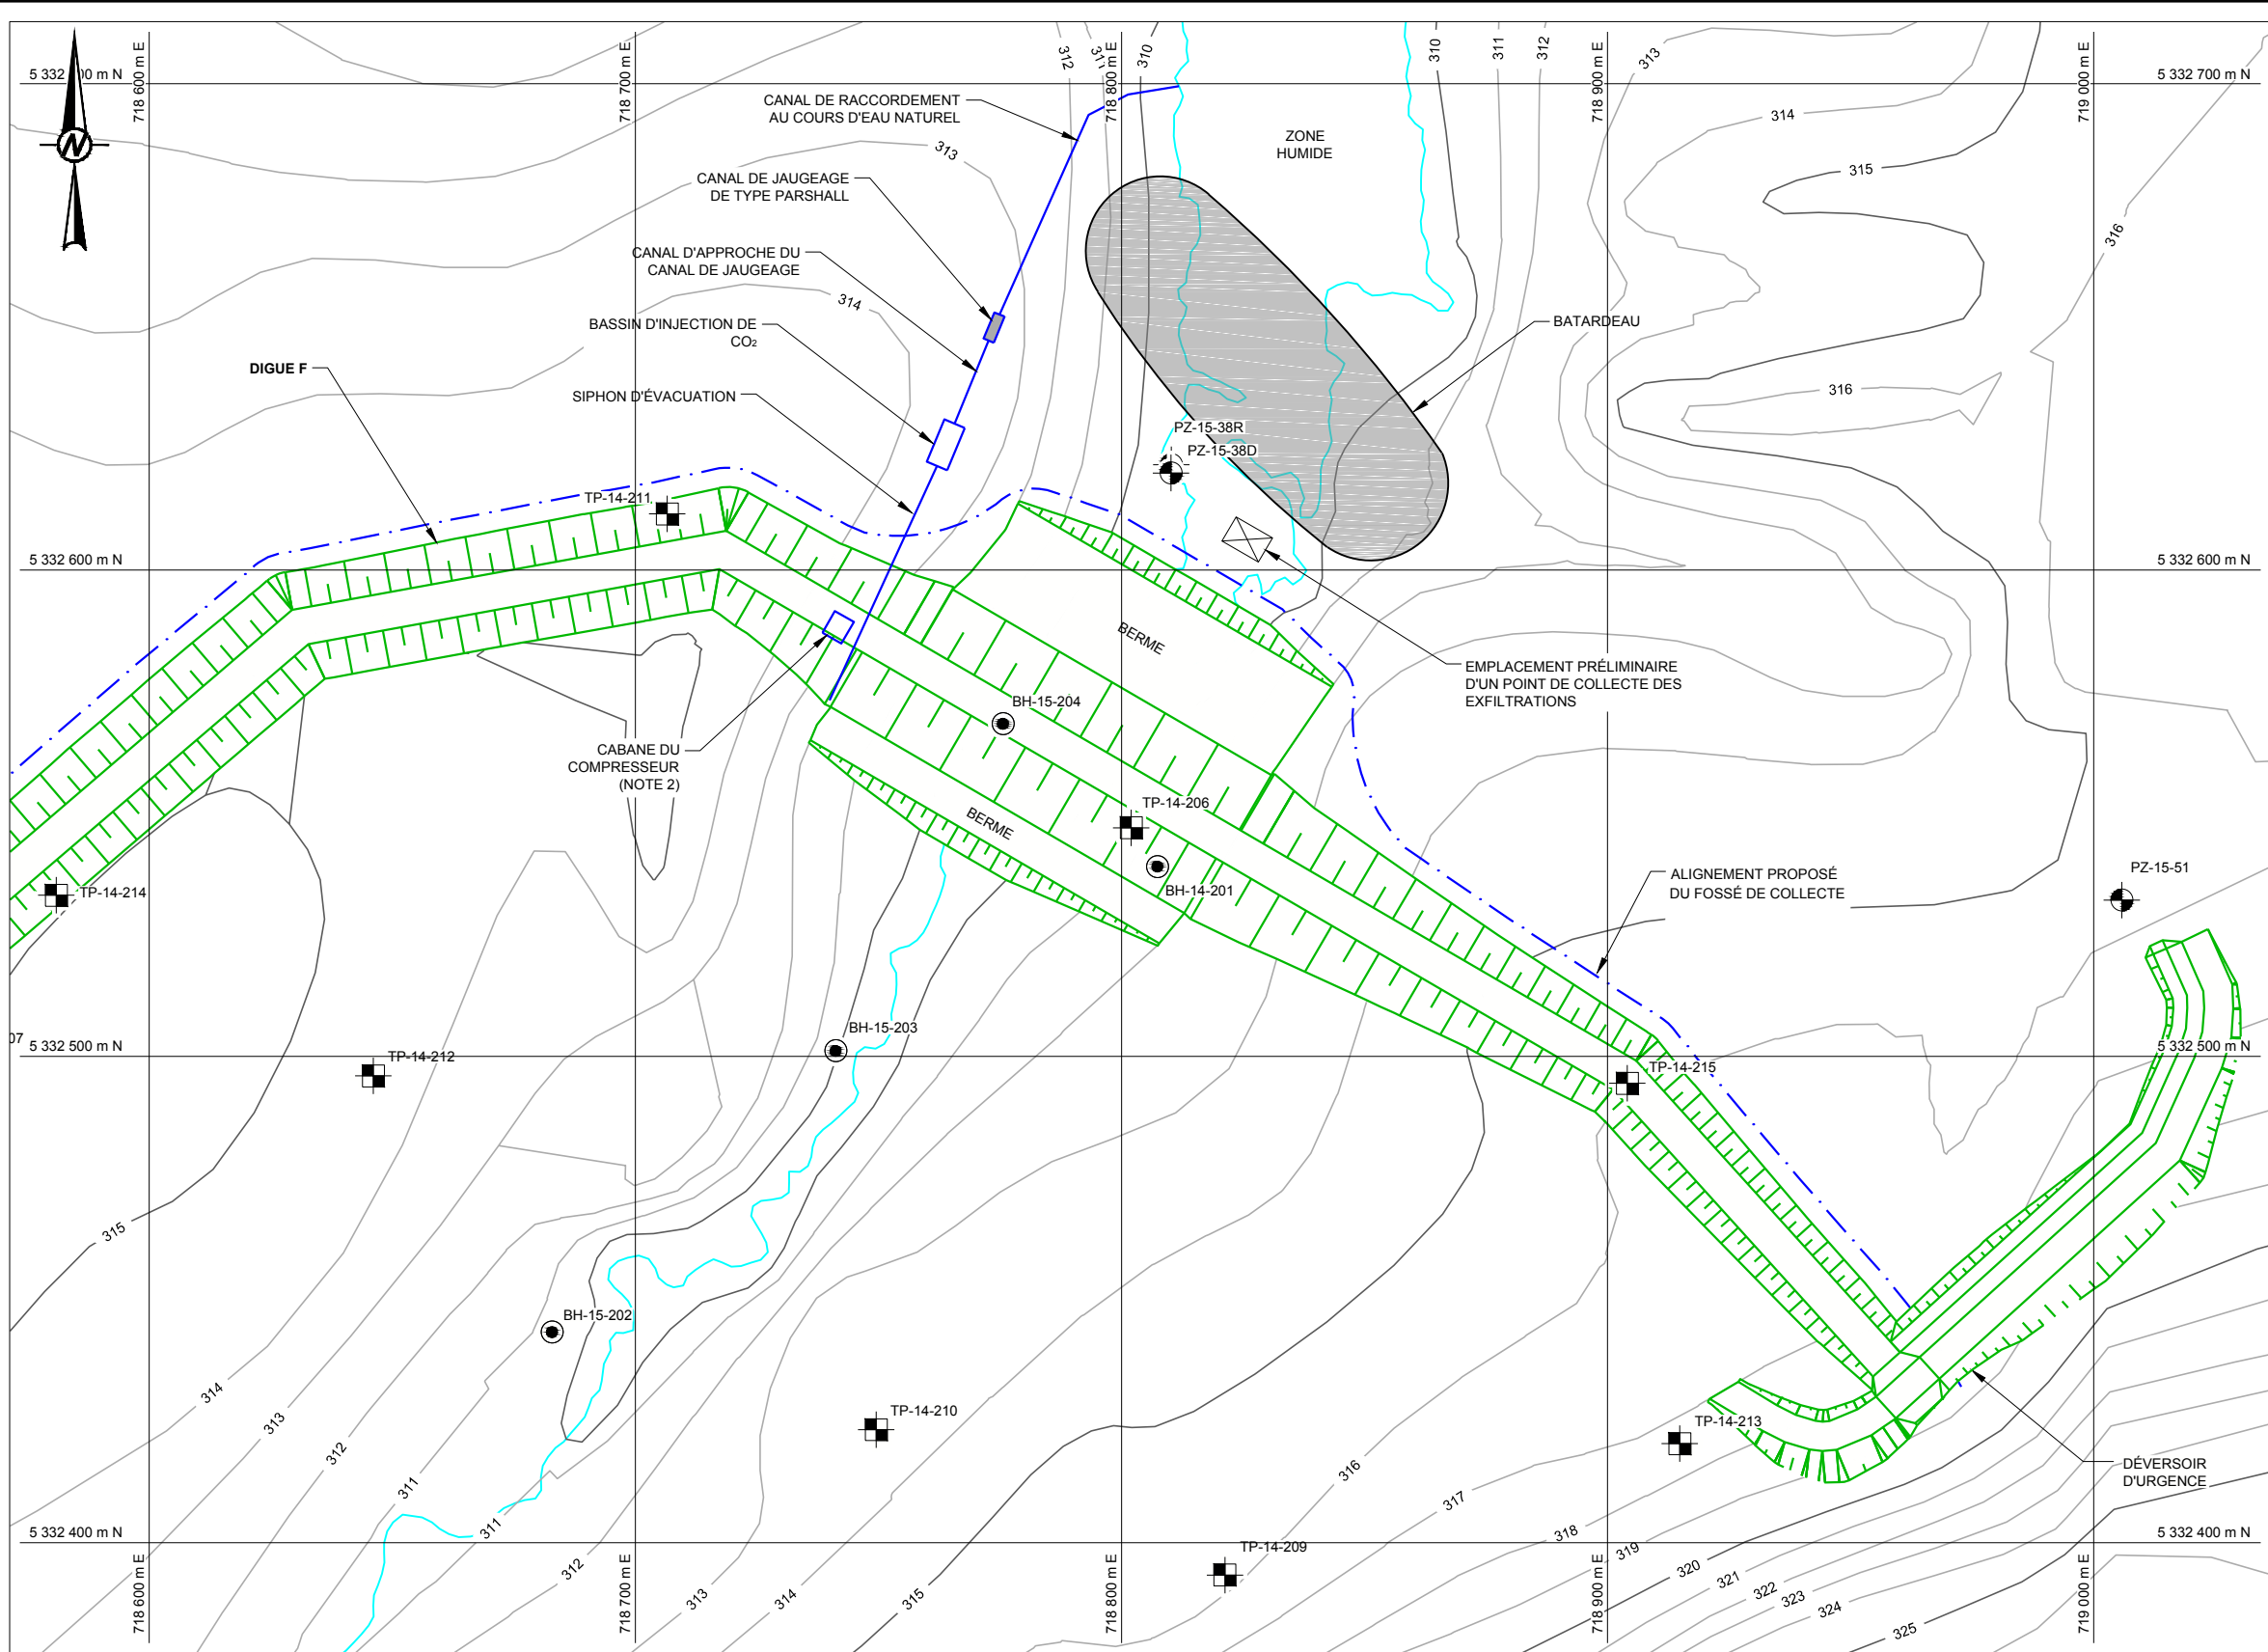 N
718 600 m E
718 700 m E
718 800 m E
718 900 m E
719 000 m E
5 332 700 m N
312
310
310
311
312
313
314
315
316
313
314
316
CANAL DE RACCORDEMENT
AU COURS D'EAU NATUREL
ZONE
HUMIDE
CANAL DE JAUGEAGE
DE TYPE PARSHALL
CANAL D'APPROCHE DU
CANAL DE JAUGEAGE
BASSIN D'INJECTION DE
CO₂
BATARDEAU
DIGUE F
SIPHON D'ÉVACUATION
PZ-15-38R
PZ-15-38D
TP-14-211
5 332 600 m N
5 332 600 m N
BERME
EMPLACEMENT PRÉLIMINAIRE
D'UN POINT DE COLLECTE DES
EXFILTRATIONS
BH-15-204
CABANE DU
COMPRESSEUR
(NOTE 2)
TP-14-206
BERME
BH-14-201
TP-14-214
ALIGNEMENT PROPOSÉ
DU FOSSÉ DE COLLECTE
PZ-15-51
BH-15-203
07
5 332 500 m N
5 332 500 m N
TP-14-212
TP-14-215
315
BH-15-202
314
313
312
311
311
312
313
314
315
TP-14-210
TP-14-213
316
317
318
319
320
321
322
323
324
325
DÉVERSOIR
D'URGENCE
5 332 400 m N
5 332 400 m N
TP-14-209
718 600 m E
718 700 m E
718 800 m E
718 900 m E
719 000 m E